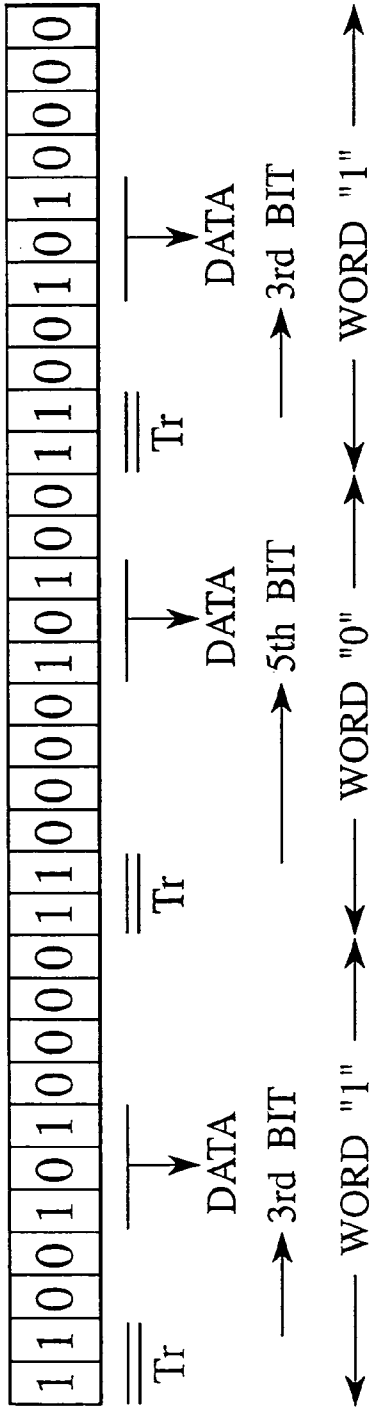 1 1 0 0 1 0 1 0 0 0 0 1 1 0 0 0 0 1 0 1 0 0 1 1 0 0 1 0 1 0 0 0 0
Tr DATA Tr DATA Tr DATA
3rd BIT 5th BIT 3rd BIT
WORD "1" WORD "0" WORD "1"